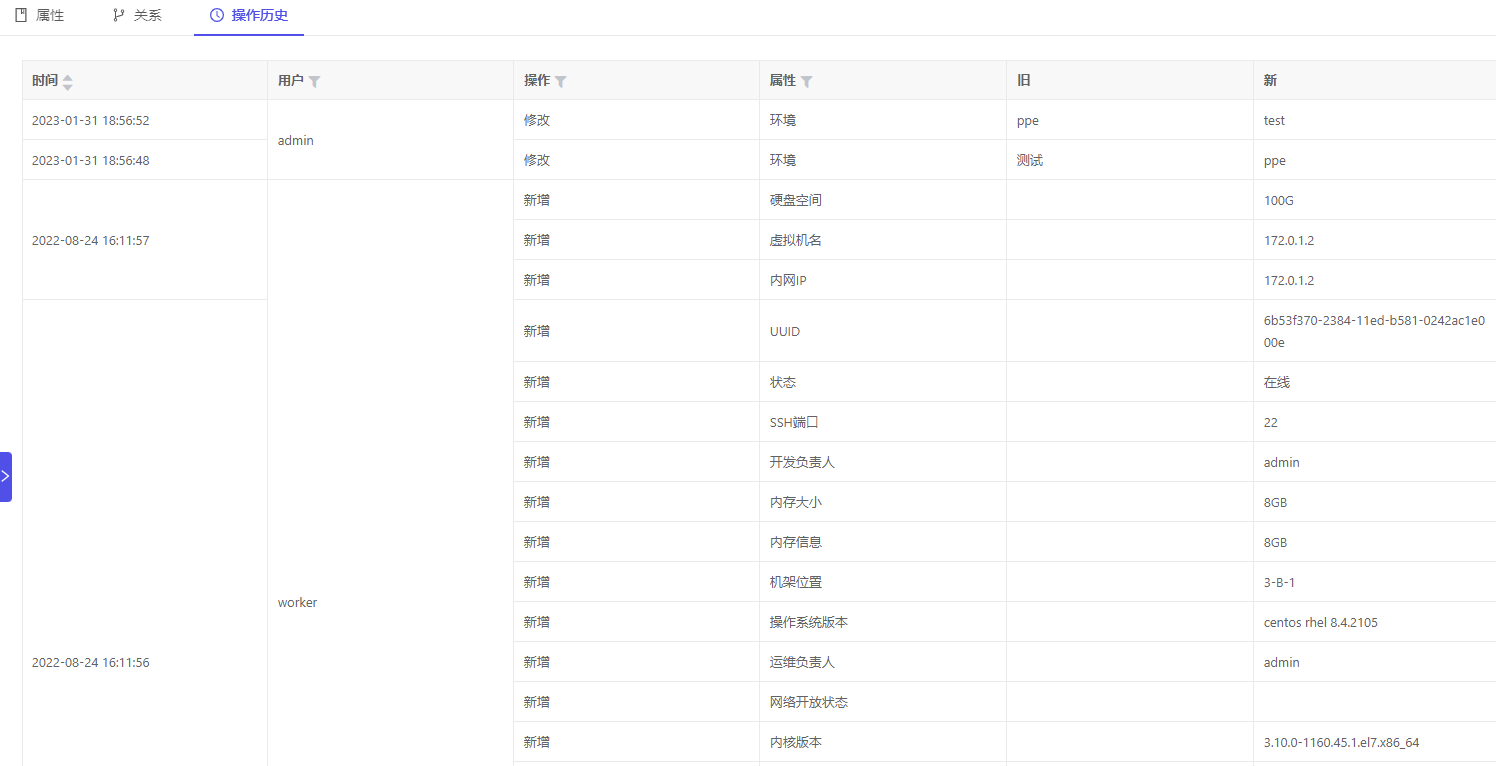 属性 关系 操作历史
时间 用户 操作 属性 旧 新
2023-01-31 18:56:52 修改 环境 ppe test
admin
2023-01-31 18:56:48 修改 环境 测试 ppe
新增 硬盘空间 100G
2022-08-24 16:11:57 新增 虚拟机名 172.0.1.2
新增 内网IP 172.0.1.2
新增 UUID 6b53f370-2384-11ed-b581-0242ac1e0
00e
新增 状态 在线
新增 SSH端口 22
新增 开发负责人 admin
新增 内存大小 8GB
新增 内存信息 8GB
新增 机架位置 3-B-1
worker
新增 操作系统版本 centos rhel 8.4.2105
2022-08-24 16:11:56 新增 运维负责人 admin
新增 网络开放状态
新增 内核版本 3.10.0-1160.45.1.el7.x86_64